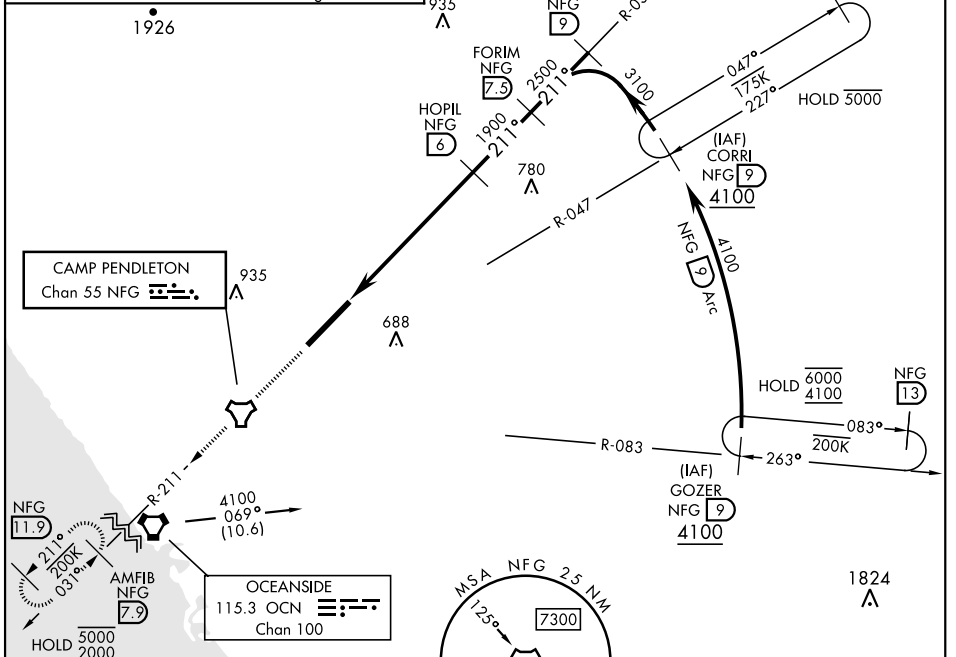 935
1926
NFG
9
FORIM
NFG
7.5
2500
211°
3100
047°
175K
227°
HOLD 5000
HOPIL
NFG
6
1900
211°
780
(IAF)
CORRI
NFG 9
4100
R-047
NFG 9 Arc
4100
CAMP PENDLETON
Chan 55 NFG
935
688
HOLD 6000
4100
NFG
13
083°
200K
263°
R-083
(IAF)
GOZER
NFG 9
4100
R-211
NFG
11.9
4100
069°
(10.6)
211°
200K
031°
AMFIB
NFG
7.9
HOLD 5000
2000
OCEANSIDE
115.3 OCN
Chan 100
MSA NFG 25 NM
125°
7300
1824